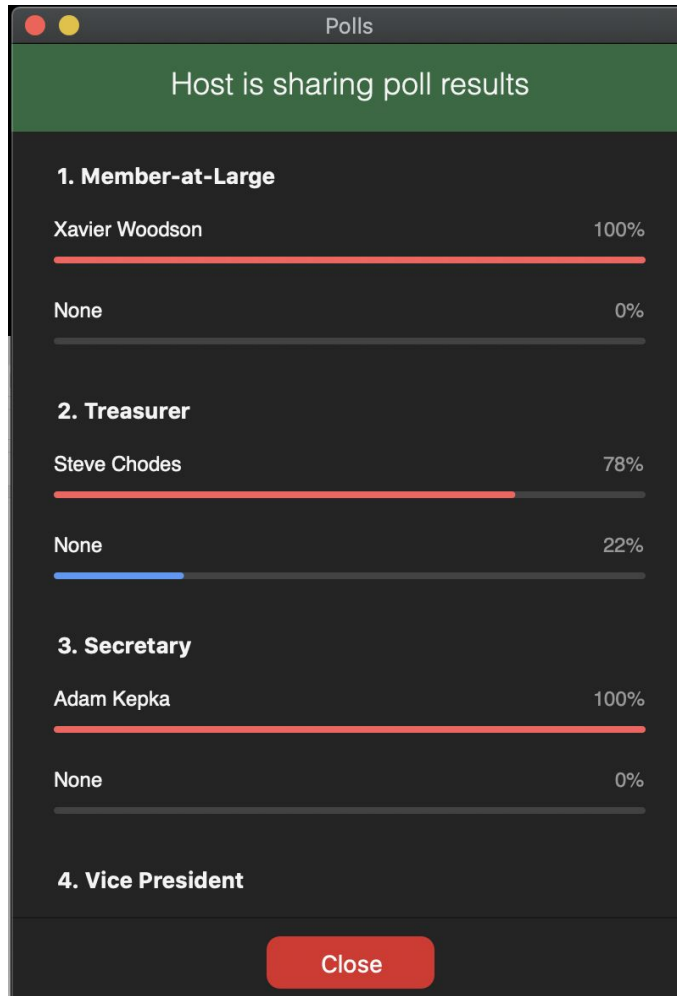 Polls
Host is sharing poll results
1. Member-at-Large
Xavier Woodson 100%
None 0%
2. Treasurer
Steve Chodes 78%
None 22%
3. Secretary
Adam Kepka 100%
None 0%
4. Vice President
Close